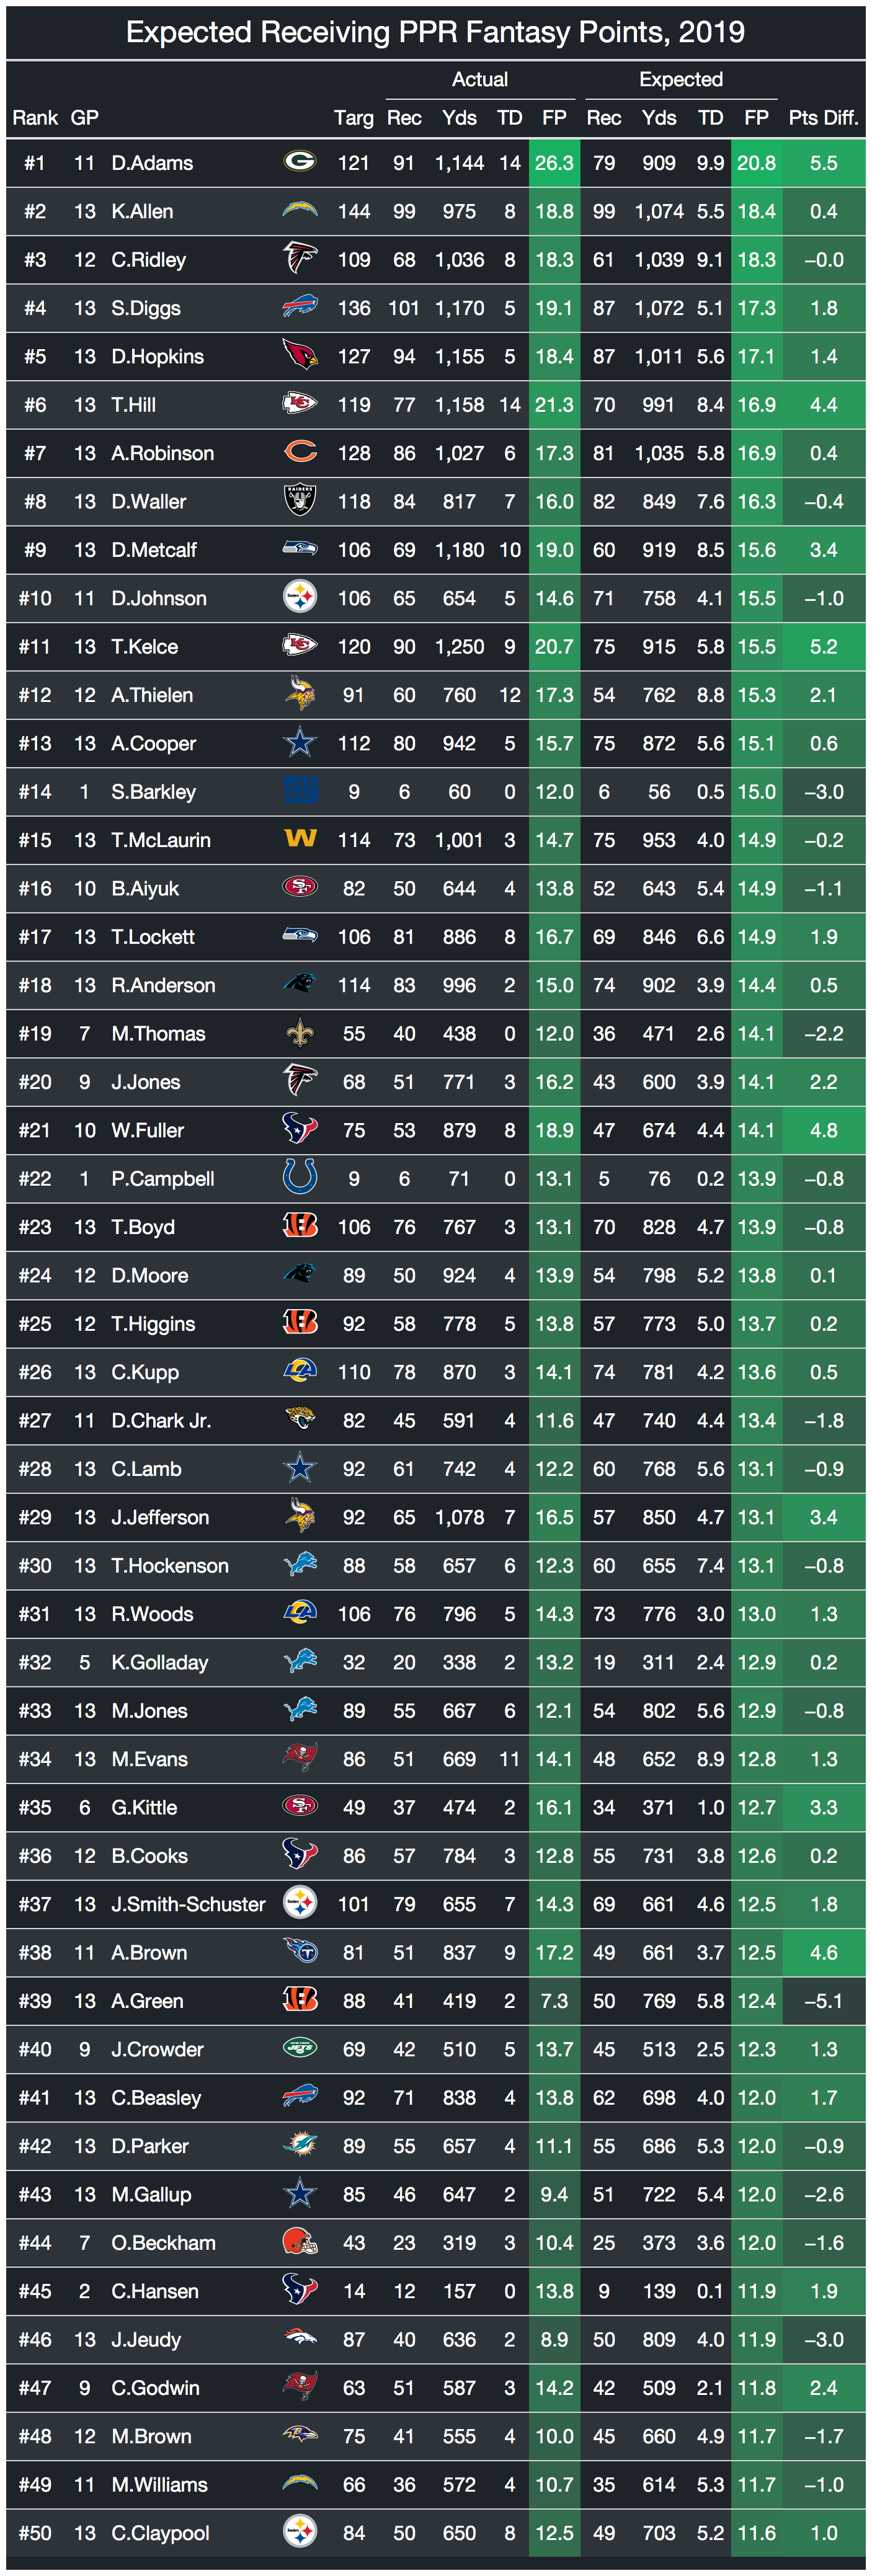 Expected Receiving PPR Fantasy Points, 2019
Actual Expected
Rank GP Targ Rec Yds TD FP Rec Yds TD FP Pts Diff.
#1 11 D.Adams 121 91 1,144 14 26.3 79 909 9.9 20.8 5.5
#2 13 K.Allen 144 99 975 8 18.8 99 1,074 5.5 18.4 0.4
#3 12 C.Ridley 109 68 1,036 8 18.3 61 1,039 9.1 18.3 −0.0
#4 13 S.Diggs 136 101 1,170 5 19.1 87 1,072 5.1 17.3 1.8
#5 13 D.Hopkins 127 94 1,155 5 18.4 87 1,011 5.6 17.1 1.4
#6 13 T.Hill 119 77 1,158 14 21.3 70 991 8.4 16.9 4.4
#7 13 A.Robinson 128 86 1,027 6 17.3 81 1,035 5.8 16.9 0.4
#8 13 D.Waller RAIDERS 118 84 817 7 16.0 82 849 7.6 16.3 −0.4
#9 13 D.Metcalf 106 69 1,180 10 19.0 60 919 8.5 15.6 3.4
#10 11 D.Johnson Steelers 106 65 654 5 14.6 71 758 4.1 15.5 −1.0
#11 13 T.Kelce 120 90 1,250 9 20.7 75 915 5.8 15.5 5.2
#12 12 A.Thielen 91 60 760 12 17.3 54 762 8.8 15.3 2.1
#13 13 A.Cooper 112 80 942 5 15.7 75 872 5.6 15.1 0.6
#14 1 S.Barkley ny 9 6 60 0 12.0 6 56 0.5 15.0 −3.0
#15 13 T.McLaurin W 114 73 1,001 3 14.7 75 953 4.0 14.9 −0.2
#16 10 B.Aiyuk SF 82 50 644 4 13.8 52 643 5.4 14.9 −1.1
#17 13 T.Lockett 106 81 886 8 16.7 69 846 6.6 14.9 1.9
#18 13 R.Anderson 114 83 996 2 15.0 74 902 3.9 14.4 0.5
#19 7 M.Thomas 55 40 438 0 12.0 36 471 2.6 14.1 −2.2
#20 9 J.Jones 68 51 771 3 16.2 43 600 3.9 14.1 2.2
#21 10 W.Fuller 75 53 879 8 18.9 47 674 4.4 14.1 4.8
#22 1 P.Campbell 9 6 71 0 13.1 5 76 0.2 13.9 −0.8
#23 13 T.Boyd 106 76 767 3 13.1 70 828 4.7 13.9 −0.8
#24 12 D.Moore 89 50 924 4 13.9 54 798 5.2 13.8 0.1
#25 12 T.Higgins 92 58 778 5 13.8 57 773 5.0 13.7 0.2
#26 13 C.Kupp 110 78 870 3 14.1 74 781 4.2 13.6 0.5
#27 11 D.Chark Jr. 82 45 591 4 11.6 47 740 4.4 13.4 −1.8
#28 13 C.Lamb 92 61 742 4 12.2 60 768 5.6 13.1 −0.9
#29 13 J.Jefferson 92 65 1,078 7 16.5 57 850 4.7 13.1 3.4
#30 13 T.Hockenson 88 58 657 6 12.3 60 655 7.4 13.1 −0.8
#31 13 R.Woods 106 76 796 5 14.3 73 776 3.0 13.0 1.3
#32 5 K.Golladay 32 20 338 2 13.2 19 311 2.4 12.9 0.2
#33 13 M.Jones 89 55 667 6 12.1 54 802 5.6 12.9 −0.8
#34 13 M.Evans 86 51 669 11 14.1 48 652 8.9 12.8 1.3
#35 6 G.Kittle SF 49 37 474 2 16.1 34 371 1.0 12.7 3.3
#36 12 B.Cooks 86 57 784 3 12.8 55 731 3.8 12.6 0.2
#37 13 J.Smith-Schuster Steelers 101 79 655 7 14.3 69 661 4.6 12.5 1.8
#38 11 A.Brown 81 51 837 9 17.2 49 661 3.7 12.5 4.6
#39 13 A.Green 88 41 419 2 7.3 50 769 5.8 12.4 −5.1
#40 9 J.Crowder JETS 69 42 510 5 13.7 45 513 2.5 12.3 1.3
#41 13 C.Beasley 92 71 838 4 13.8 62 698 4.0 12.0 1.7
#42 13 D.Parker 89 55 657 4 11.1 55 686 5.3 12.0 −0.9
#43 13 M.Gallup 85 46 647 2 9.4 51 722 5.4 12.0 −2.6
#44 7 O.Beckham 43 23 319 3 10.4 25 373 3.6 12.0 −1.6
#45 2 C.Hansen 14 12 157 0 13.8 9 139 0.1 11.9 1.9
#46 13 J.Jeudy 87 40 636 2 8.9 50 809 4.0 11.9 −3.0
#47 9 C.Godwin 63 51 587 3 14.2 42 509 2.1 11.8 2.4
#48 12 M.Brown 75 41 555 4 10.0 45 660 4.9 11.7 −1.7
#49 11 M.Williams 66 36 572 4 10.7 35 614 5.3 11.7 −1.0
#50 13 C.Claypool Steelers 84 50 650 8 12.5 49 703 5.2 11.6 1.0